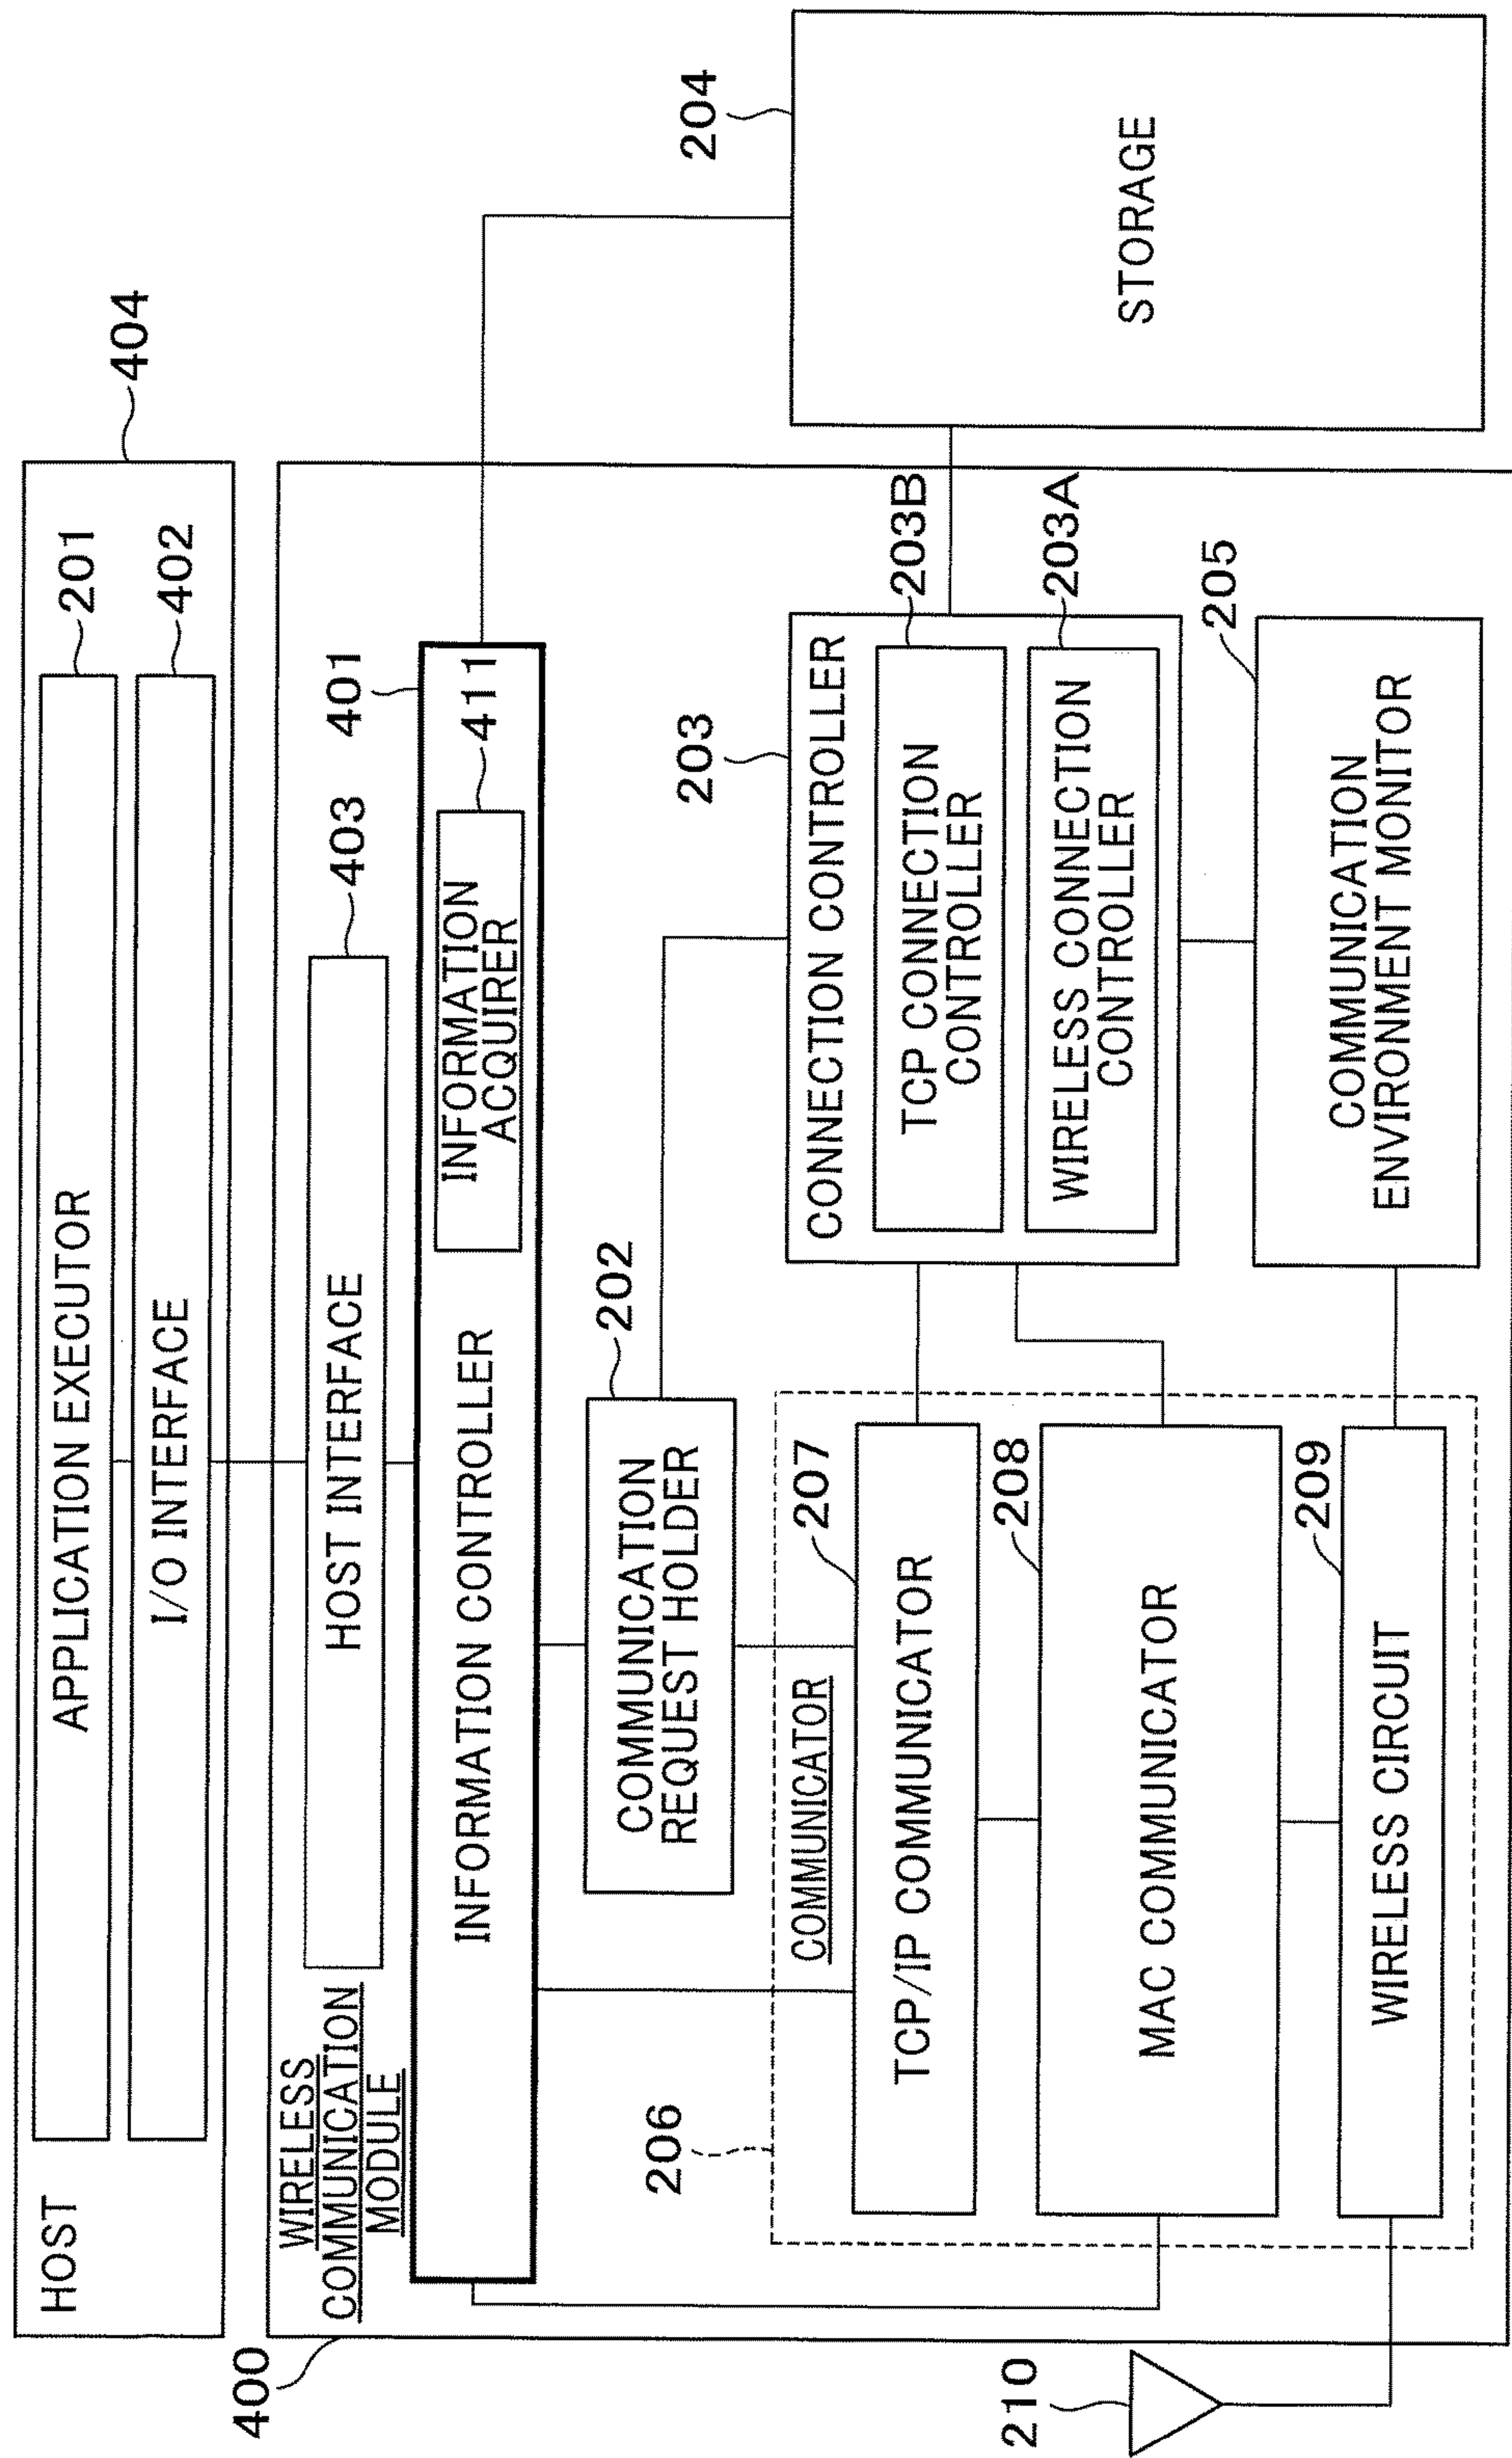 HOST
404
APPLICATION EXECUTOR
201
I/O INTERFACE
402
400
WIRELESS
COMMUNICATION
MODULE
HOST INTERFACE
403
401
INFORMATION CONTROLLER
INFORMATION
ACQUIRER
411
204
STORAGE
COMMUNICATION
REQUEST HOLDER
202
203
CONNECTION CONTROLLER
TCP CONNECTION
CONTROLLER
203B
WIRELESS CONNECTION
CONTROLLER
203A
205
COMMUNICATION
ENVIRONMENT MONITOR
206
COMMUNICATOR
207
TCP/IP COMMUNICATOR
208
MAC COMMUNICATOR
209
WIRELESS CIRCUIT
210